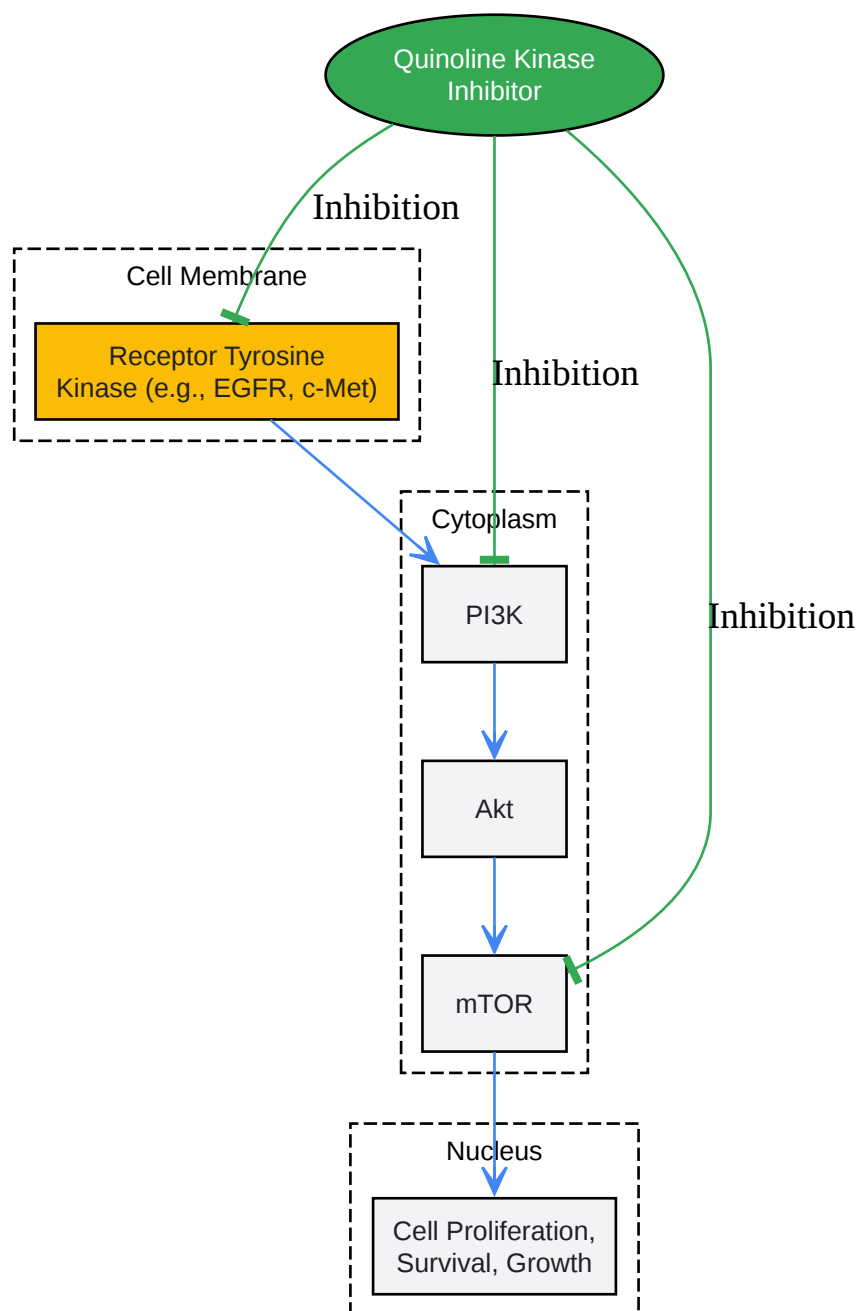 Quinoline Kinase
Inhibitor
Inhibition
Cell Membrane
Receptor Tyrosine
Kinase (e.g., EGFR, c-Met)
Inhibition
Cytoplasm
PI3K
Inhibition
Akt
mTOR
Nucleus
Cell Proliferation,
Survival, Growth